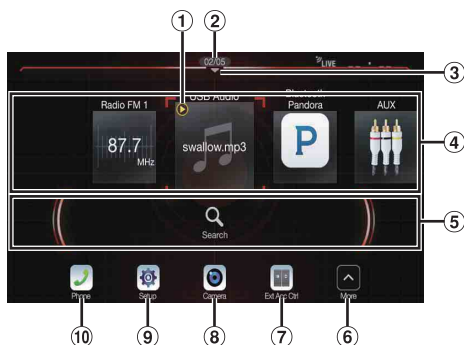 ① ② ③ ④ ⑤ ⑥ ⑦ ⑧ ⑨ ⑩
02/05
LIVE
Radio FM 1
USB Audio
Bluetooth
Pandora
AUX
87.7
MHz
swallow.mp3
P
Search
Phone
Setup
Camera
Ext Acc Ctrl
More